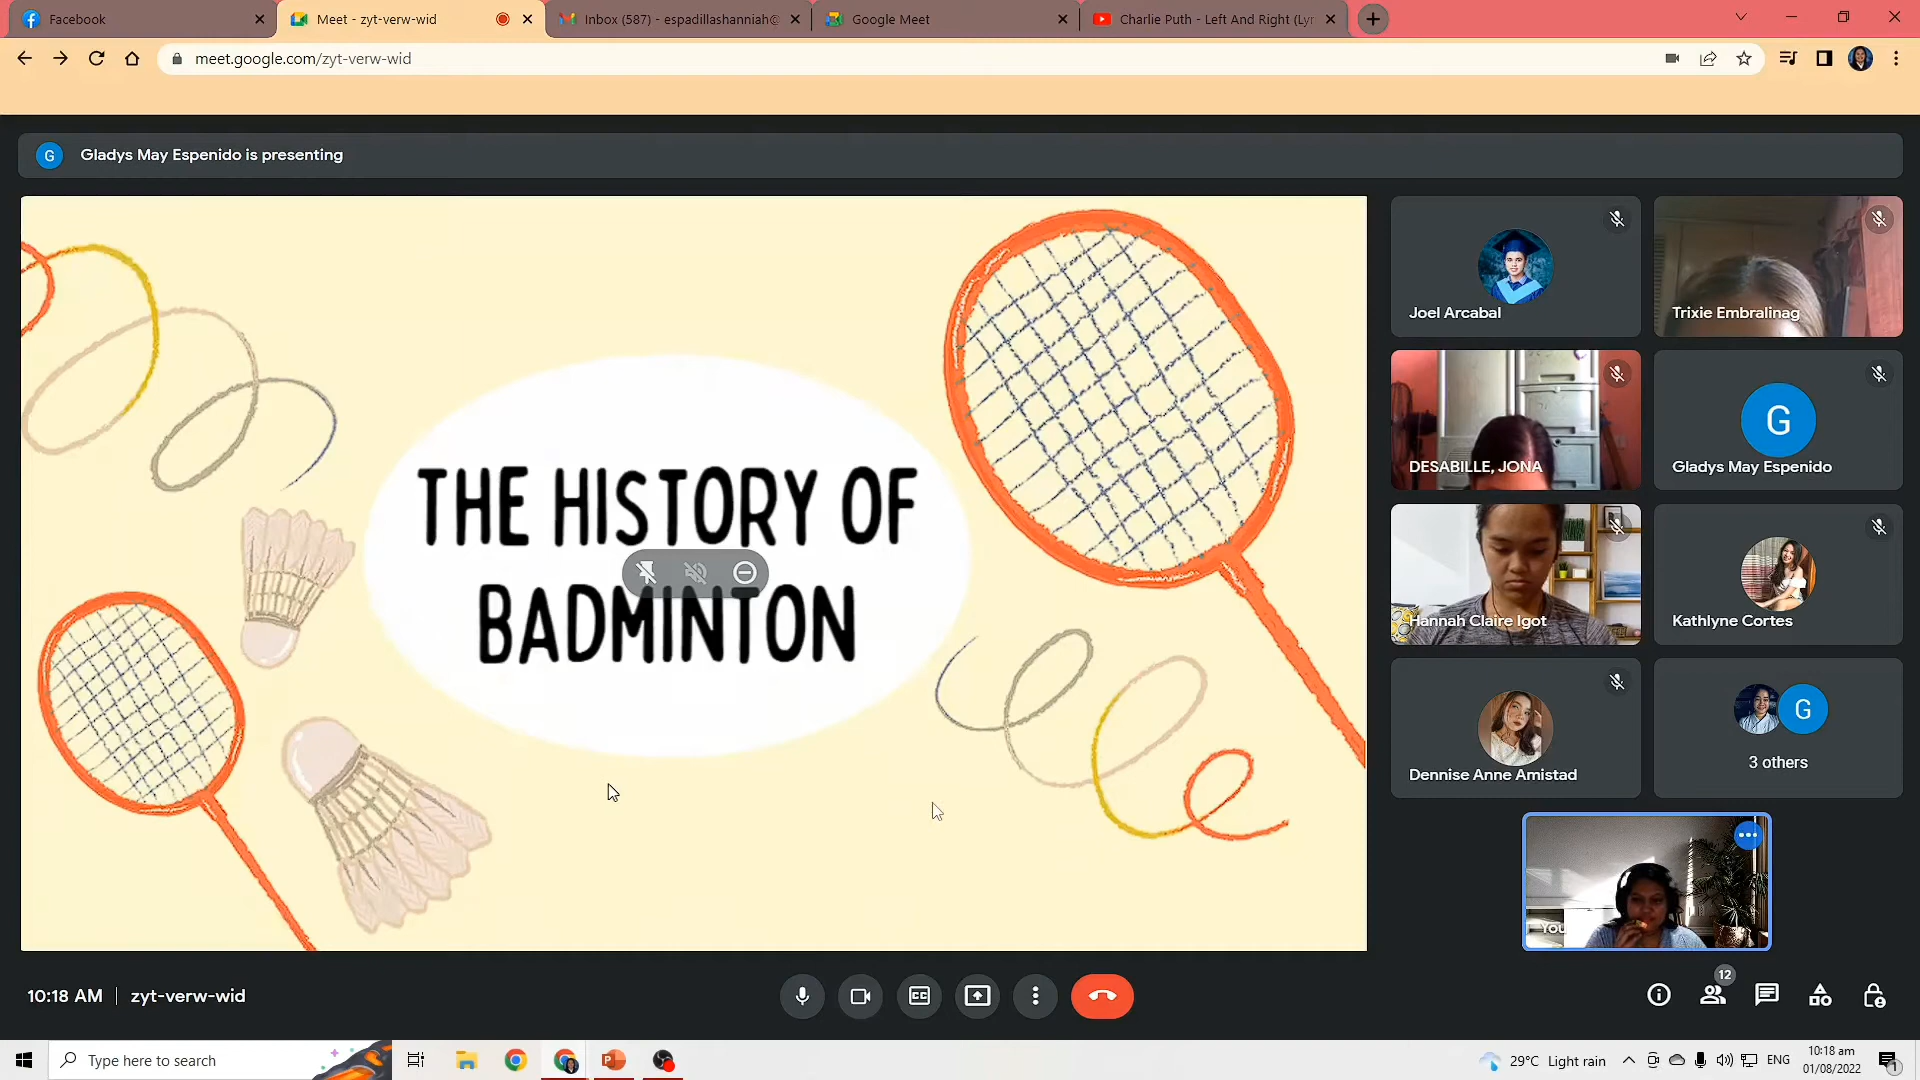 Facebook
Meet - zyt-verw-wid
Inbox (587) - espadillashanniah@
Google Meet
Charlie Puth - Left And Right (Lyr
meet.google.com/zyt-verw-wid
G
Gladys May Espenido is presenting
THE HISTORY OF
BADMINTON
Joel Arcabal
Trixie Embralinag
DESABILLE, JONA
G
Gladys May Espenido
Hannah Claire Igot
Kathlyne Cortes
Dennise Anne Amistad
G
3 others
You
10:18 AM
zyt-verw-wid
12
Type here to search
29°C Light rain
ENG
10:18 am
01/08/2022
1